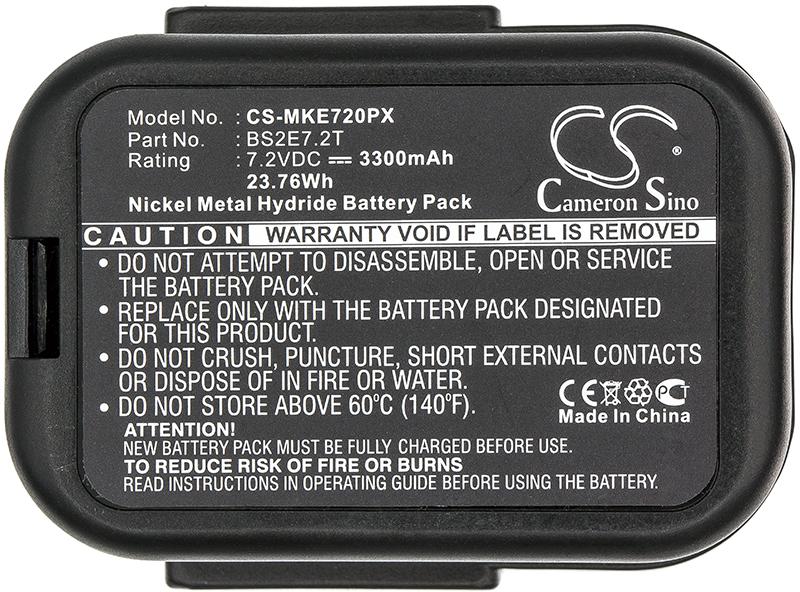 Model No. : CS-MKE720PX
Part No. : BS2E7.2T
Rating : 7.2VDC ⎓ 3300mAh
23.76Wh
Nickel Metal Hydride Battery Pack
CS®
Cameron Sino
CAUTION WARRANTY VOID IF LABEL IS REMOVED
• DO NOT ATTEMPT TO DISASSEMBLE, OPEN OR SERVICE
THE BATTERY PACK.
• REPLACE ONLY WITH THE BATTERY PACK DESIGNATED
FOR THIS PRODUCT.
• DO NOT CRUSH, PUNCTURE, SHORT EXTERNAL CONTACTS
OR DISPOSE OF IN FIRE OR WATER.
• DO NOT STORE ABOVE 60°C (140°F).
CE PCT
Made In China
ATTENTION!
NEW BATTERY PACK MUST BE FULLY CHARGED BEFORE USE.
TO REDUCE RISK OF FIRE OR BURNS
READ INSTRUCTIONS IN OPERATING GUIDE BEFORE USING THE BATTERY.